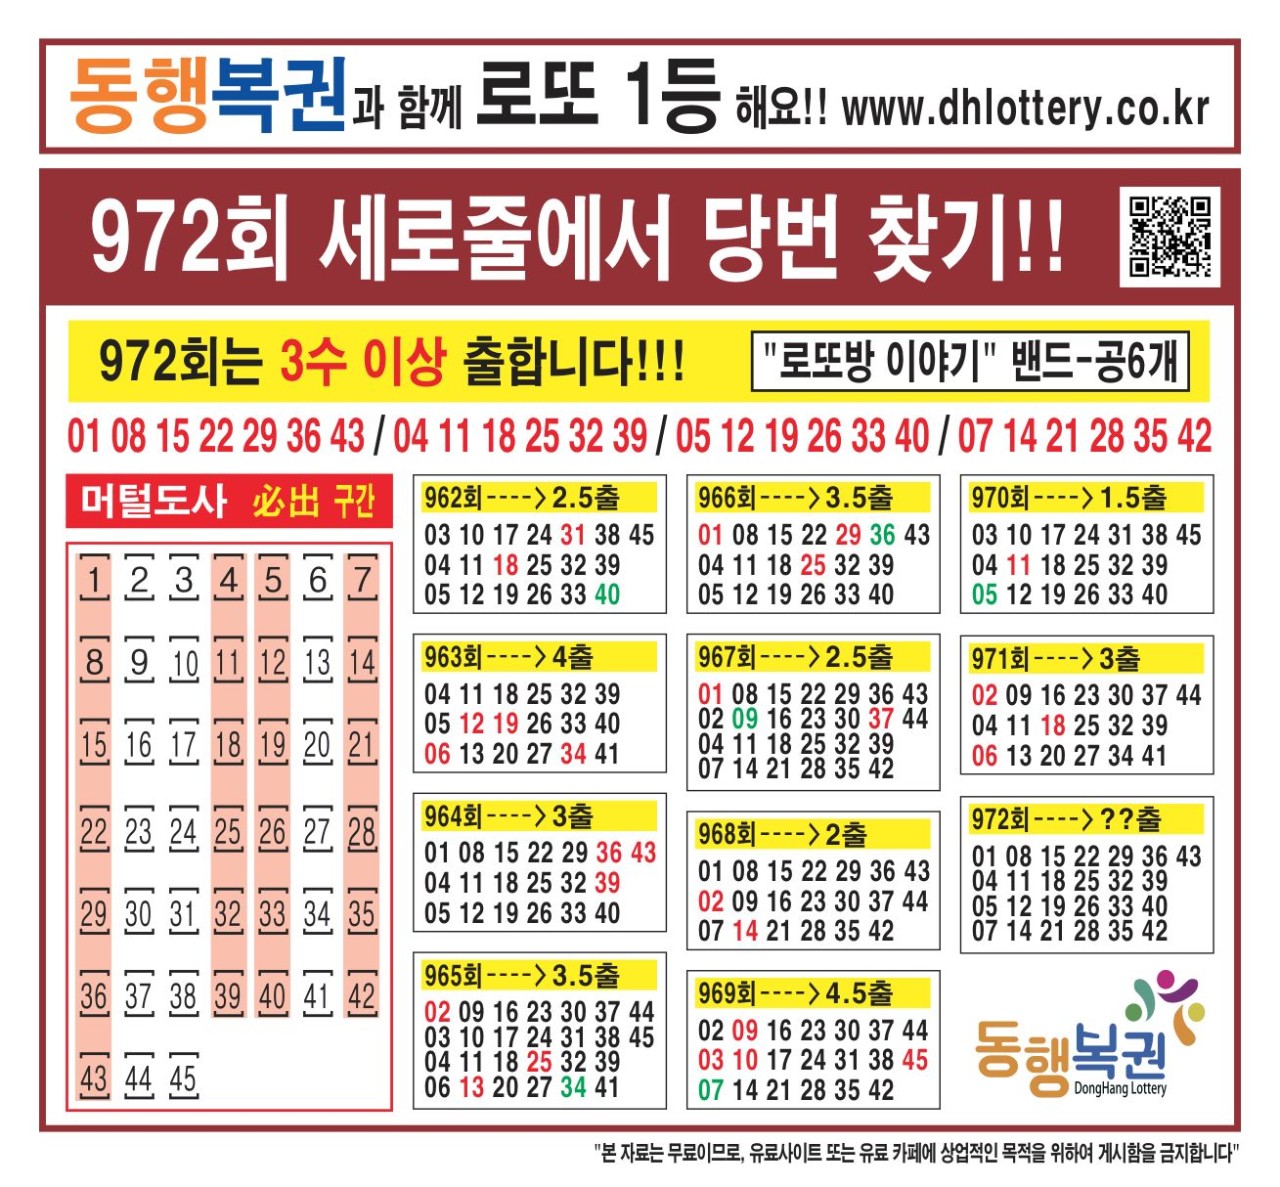 동행복권과 함께 로또 1등 해요!! www.dhlottery.co.kr
972회 세로줄에서 당번 찾기!!
972회는 3수 이상 출합니다!!!
"로또방 이야기" 밴드-공6개
01 08 15 22 29 36 43 / 04 11 18 25 32 39 / 05 12 19 26 33 40 / 07 14 21 28 35 42
머털도사 必出 구간
1 2 3 4 5 6 7
8 9 10 11 12 13 14
15 16 17 18 19 20 21
22 23 24 25 26 27 28
29 30 31 32 33 34 35
36 37 38 39 40 41 42
43 44 45
962회---->2.5출
03 10 17 24 31 38 45
04 11 18 25 32 39
05 12 19 26 33 40
963회---->4출
04 11 18 25 32 39
05 12 19 26 33 40
06 13 20 27 34 41
964회---->3출
01 08 15 22 29 36 43
04 11 18 25 32 39
05 12 19 26 33 40
965회---->3.5출
02 09 16 23 30 37 44
03 10 17 24 31 38 45
04 11 18 25 32 39
06 13 20 27 34 41
966회---->3.5출
01 08 15 22 29 36 43
04 11 18 25 32 39
05 12 19 26 33 40
967회---->2.5출
01 08 15 22 29 36 43
02 09 16 23 30 37 44
04 11 18 25 32 39
07 14 21 28 35 42
968회---->2출
01 08 15 22 29 36 43
02 09 16 23 30 37 44
07 14 21 28 35 42
969회---->4.5출
02 09 16 23 30 37 44
03 10 17 24 31 38 45
07 14 21 28 35 42
970회---->1.5출
03 10 17 24 31 38 45
04 11 18 25 32 39
05 12 19 26 33 40
971회---->3출
02 09 16 23 30 37 44
04 11 18 25 32 39
06 13 20 27 34 41
972회---->??출
01 08 15 22 29 36 43
04 11 18 25 32 39
05 12 19 26 33 40
07 14 21 28 35 42
동행복권
DongHang Lottery
"본 자료는 무료이므로, 유료사이트 또는 유료 카페에 상업적인 목적을 위하여 게시함을 금지합니다"